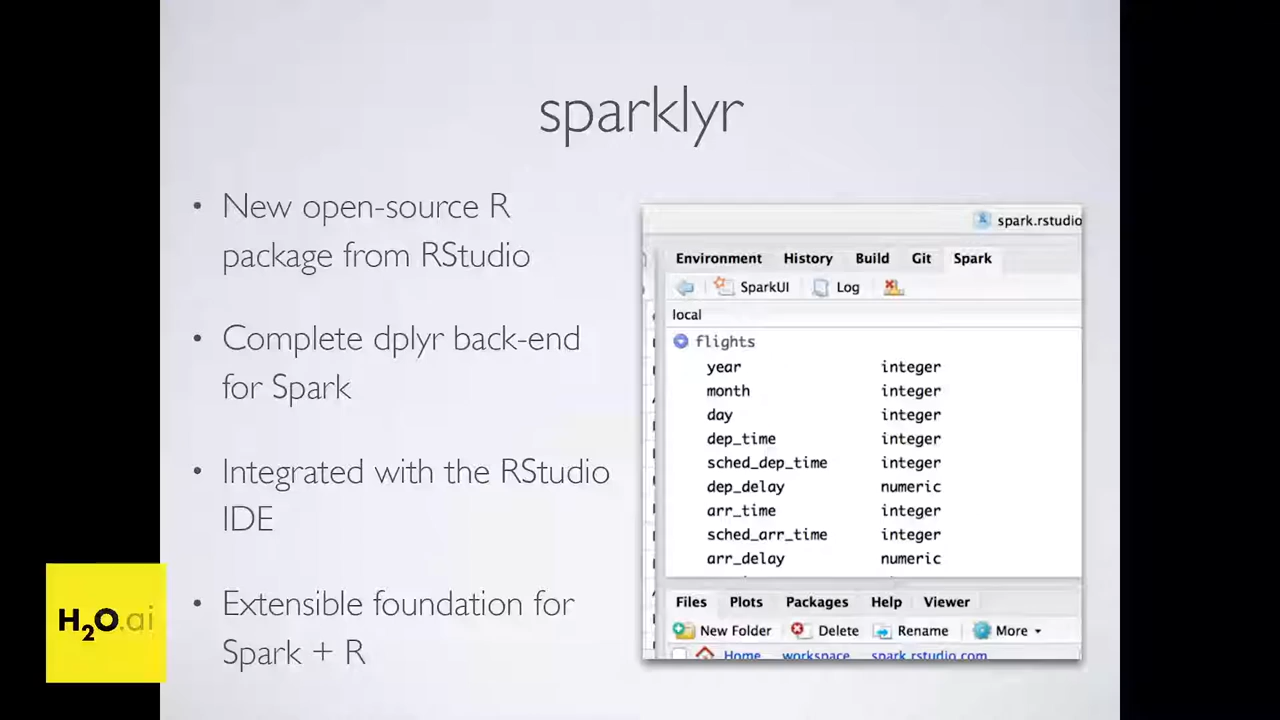 sparklyr
• New open-source R
package from RStudio
• Complete dplyr back-end
for Spark
• Integrated with the RStudio
IDE
• Extensible foundation for
Spark + R
spark.rstudio
Environment History Build Git Spark
SparkUI Log
local
flights
year integer
month integer
day integer
dep_time integer
sched_dep_time integer
dep_delay numeric
arr_time integer
sched_arr_time integer
arr_delay numeric
Files Plots Packages Help Viewer
New Folder Delete Rename More
Home workspace spark.rstudio.com
H2O.ai